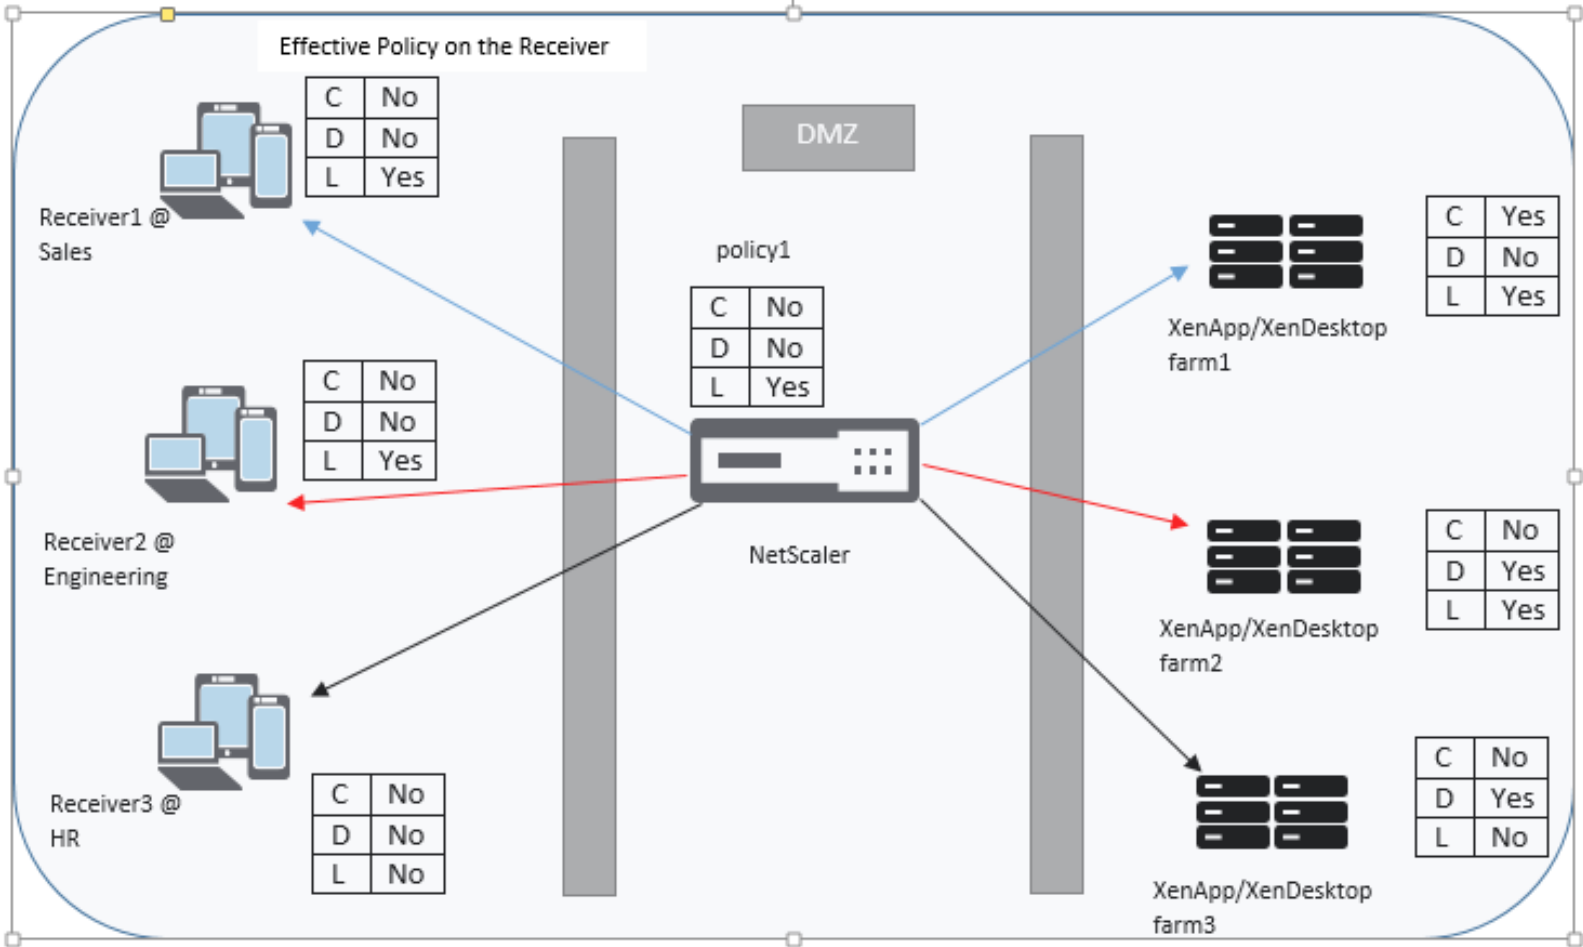 Effective Policy on the Receiver
C No
D No
L Yes
Receiver1 @
Sales
DMZ
policy1
C No
D No
L Yes
C Yes
D No
L Yes
XenApp/XenDesktop
farm1
C No
D No
L Yes
Receiver2 @
Engineering
NetScaler
C No
D Yes
L Yes
XenApp/XenDesktop
farm2
Receiver3 @
HR
C No
D No
L No
C No
D Yes
L No
XenApp/XenDesktop
farm3